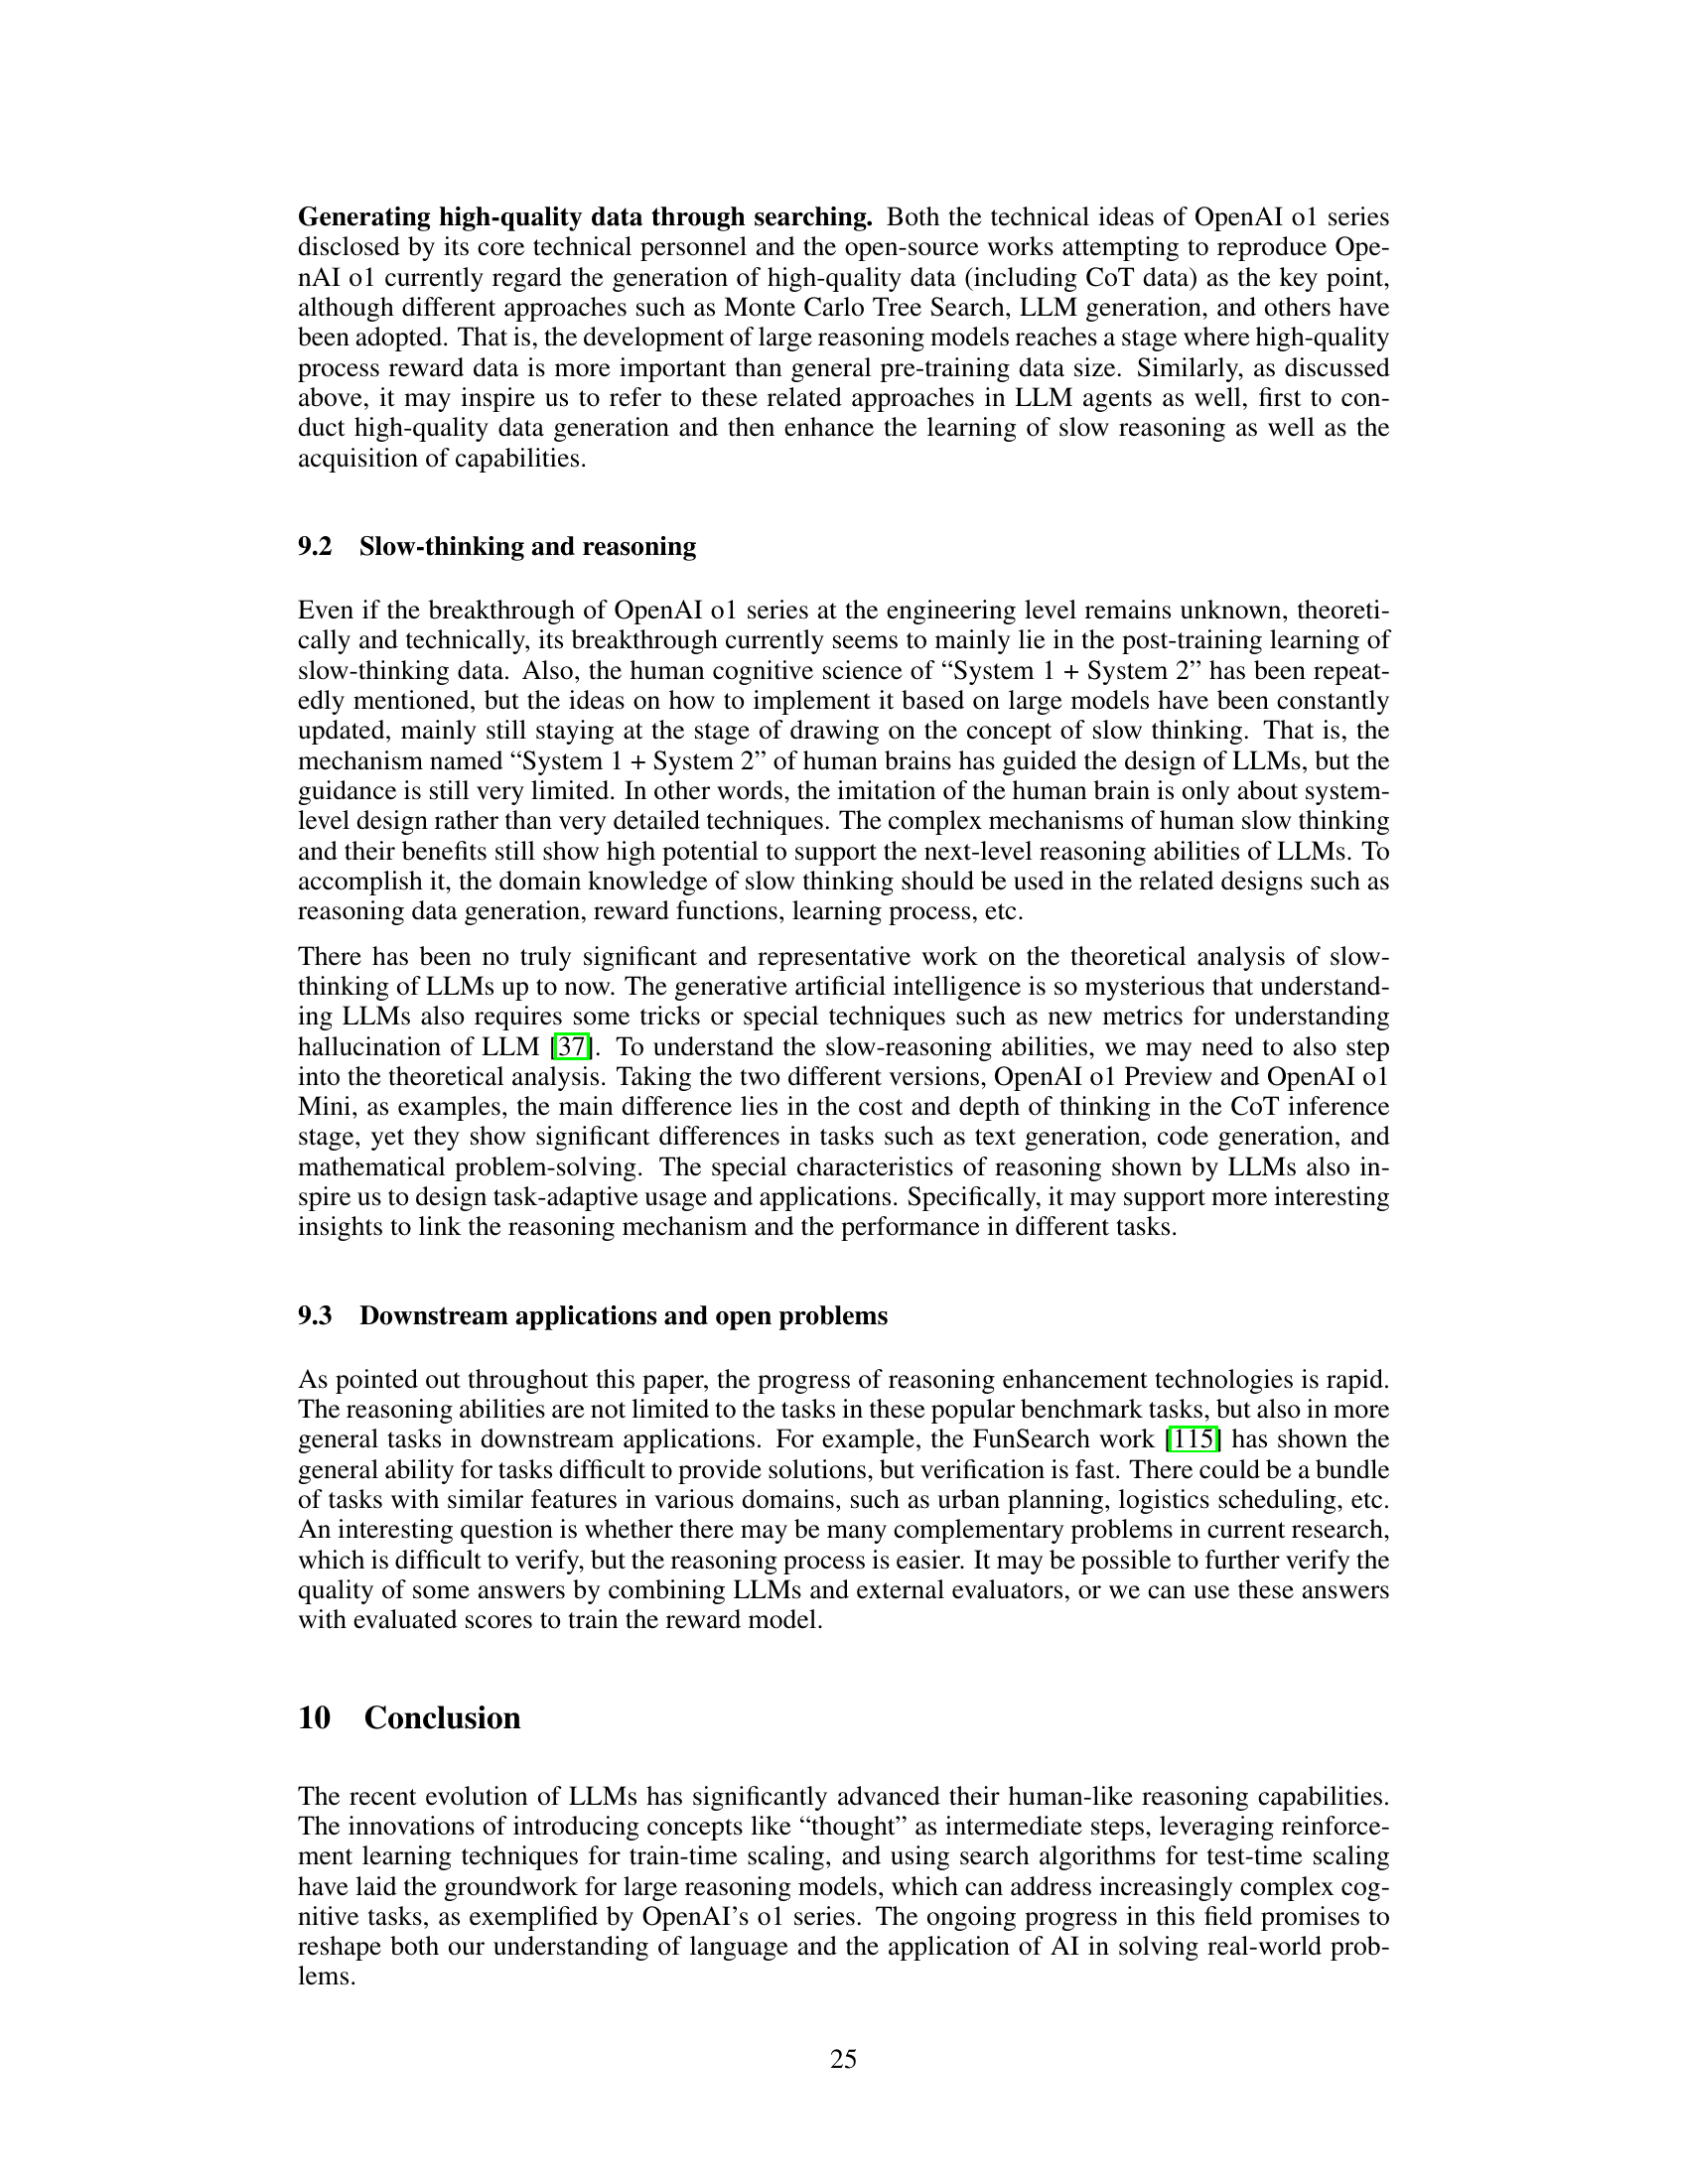 Generating high-quality data through searching. Both the technical ideas of OpenAI o1 series
disclosed by its core technical personnel and the open-source works attempting to reproduce Ope-
nAI o1 currently regard the generation of high-quality data (including CoT data) as the key point,
although different approaches such as Monte Carlo Tree Search, LLM generation, and others have
been adopted. That is, the development of large reasoning models reaches a stage where high-quality
process reward data is more important than general pre-training data size. Similarly, as discussed
above, it may inspire us to refer to these related approaches in LLM agents as well, first to con-
duct high-quality data generation and then enhance the learning of slow reasoning as well as the
acquisition of capabilities.
9.2 Slow-thinking and reasoning
Even if the breakthrough of OpenAI o1 series at the engineering level remains unknown, theoreti-
cally and technically, its breakthrough currently seems to mainly lie in the post-training learning of
slow-thinking data. Also, the human cognitive science of “System 1 + System 2” has been repeat-
edly mentioned, but the ideas on how to implement it based on large models have been constantly
updated, mainly still staying at the stage of drawing on the concept of slow thinking. That is, the
mechanism named “System 1 + System 2” of human brains has guided the design of LLMs, but the
guidance is still very limited. In other words, the imitation of the human brain is only about system-
level design rather than very detailed techniques. The complex mechanisms of human slow thinking
and their benefits still show high potential to support the next-level reasoning abilities of LLMs. To
accomplish it, the domain knowledge of slow thinking should be used in the related designs such as
reasoning data generation, reward functions, learning process, etc.
There has been no truly significant and representative work on the theoretical analysis of slow-
thinking of LLMs up to now. The generative artificial intelligence is so mysterious that understand-
ing LLMs also requires some tricks or special techniques such as new metrics for understanding
hallucination of LLM [37]. To understand the slow-reasoning abilities, we may need to also step
into the theoretical analysis. Taking the two different versions, OpenAI o1 Preview and OpenAI o1
Mini, as examples, the main difference lies in the cost and depth of thinking in the CoT inference
stage, yet they show significant differences in tasks such as text generation, code generation, and
mathematical problem-solving. The special characteristics of reasoning shown by LLMs also in-
spire us to design task-adaptive usage and applications. Specifically, it may support more interesting
insights to link the reasoning mechanism and the performance in different tasks.
9.3 Downstream applications and open problems
As pointed out throughout this paper, the progress of reasoning enhancement technologies is rapid.
The reasoning abilities are not limited to the tasks in these popular benchmark tasks, but also in more
general tasks in downstream applications. For example, the FunSearch work [115] has shown the
general ability for tasks difficult to provide solutions, but verification is fast. There could be a bundle
of tasks with similar features in various domains, such as urban planning, logistics scheduling, etc.
An interesting question is whether there may be many complementary problems in current research,
which is difficult to verify, but the reasoning process is easier. It may be possible to further verify the
quality of some answers by combining LLMs and external evaluators, or we can use these answers
with evaluated scores to train the reward model.
10 Conclusion
The recent evolution of LLMs has significantly advanced their human-like reasoning capabilities.
The innovations of introducing concepts like “thought” as intermediate steps, leveraging reinforce-
ment learning techniques for train-time scaling, and using search algorithms for test-time scaling
have laid the groundwork for large reasoning models, which can address increasingly complex cog-
nitive tasks, as exemplified by OpenAI’s o1 series. The ongoing progress in this field promises to
reshape both our understanding of language and the application of AI in solving real-world prob-
lems.
25